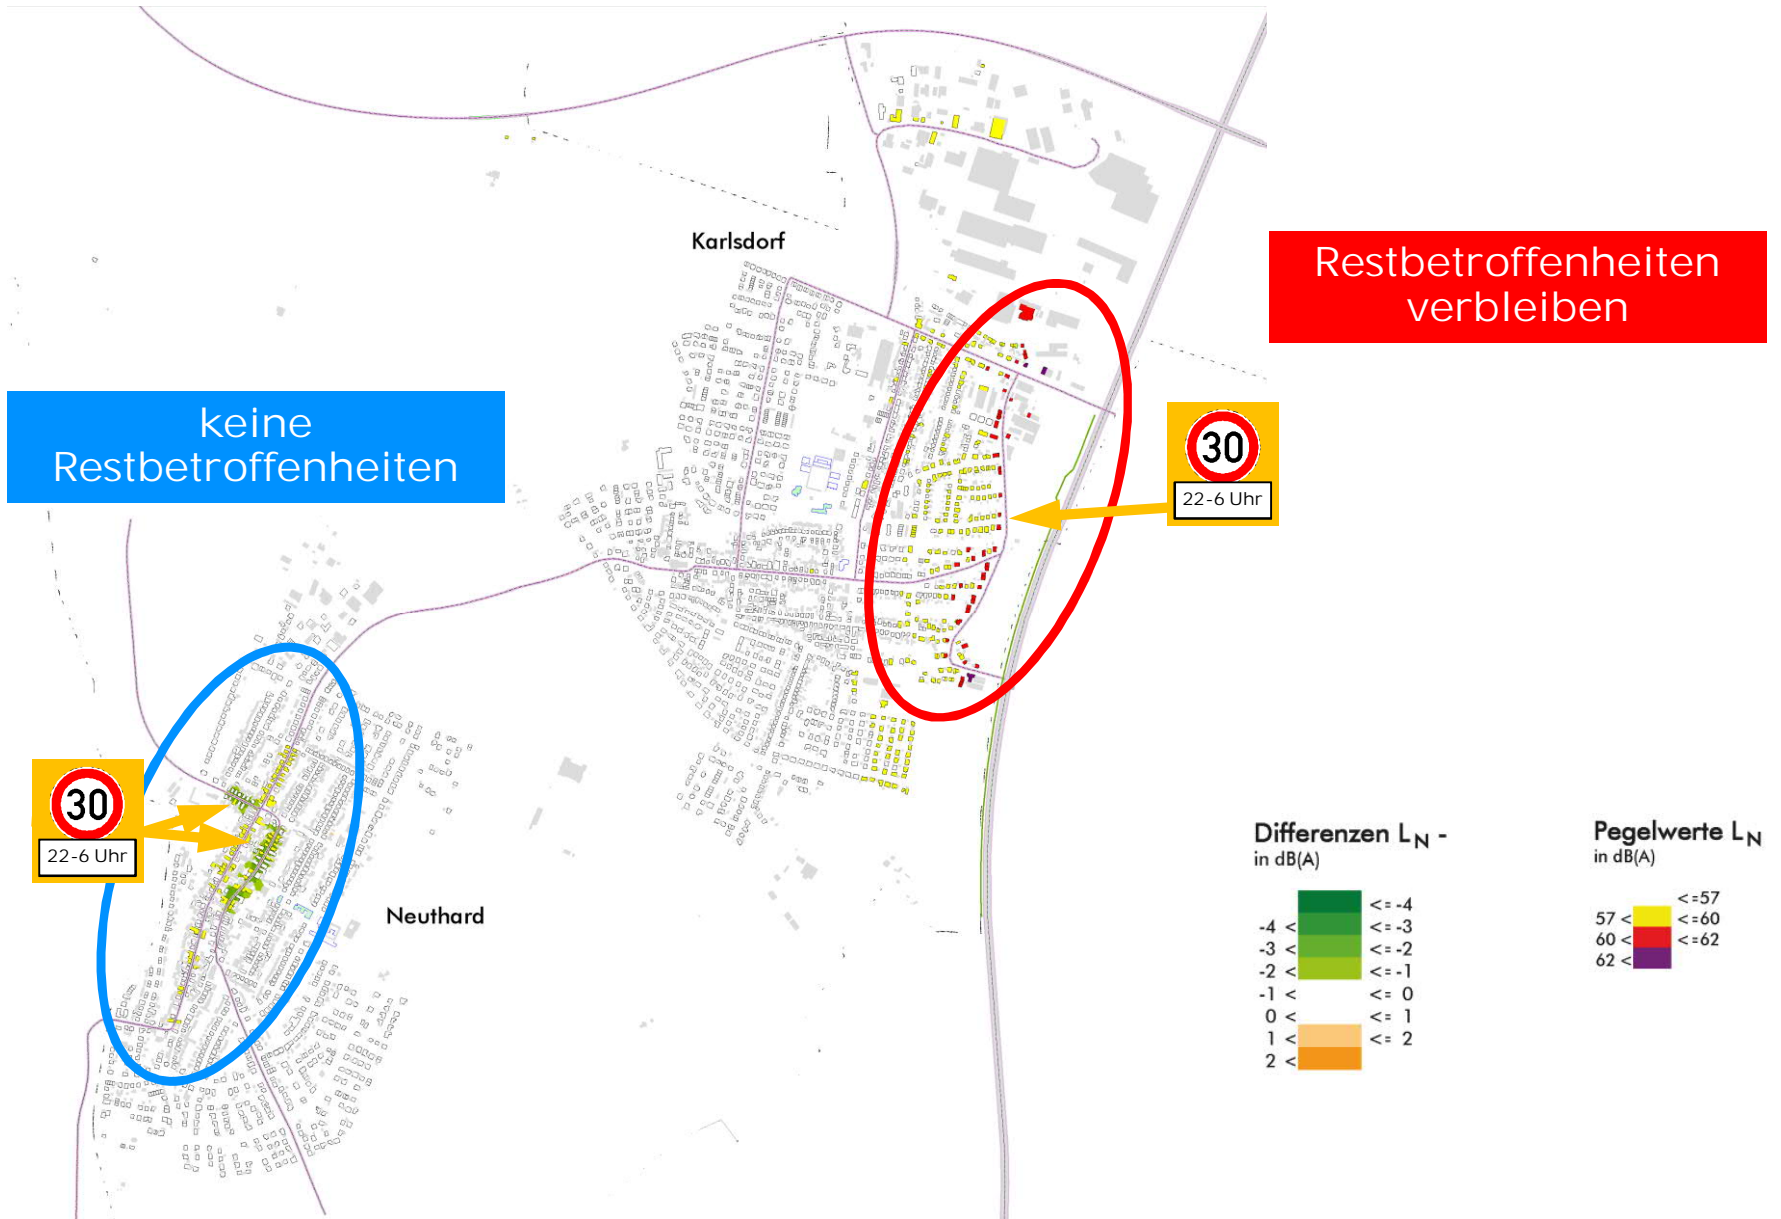 Karlsdorf
Restbetroffenheiten
verbleiben
keine
Restbetroffenheiten
30
22-6 Uhr
30
22-6 Uhr
Neuthard
Differenzen LN -
in dB(A)
<= -4
-4 < <= -3
-3 < <= -2
-2 < <= -1
-1 < <= 0
0 < <= 1
1 < <= 2
2 <
Pegelwerte LN
in dB(A)
<=57
57 < <=60
60 < <=62
62 <